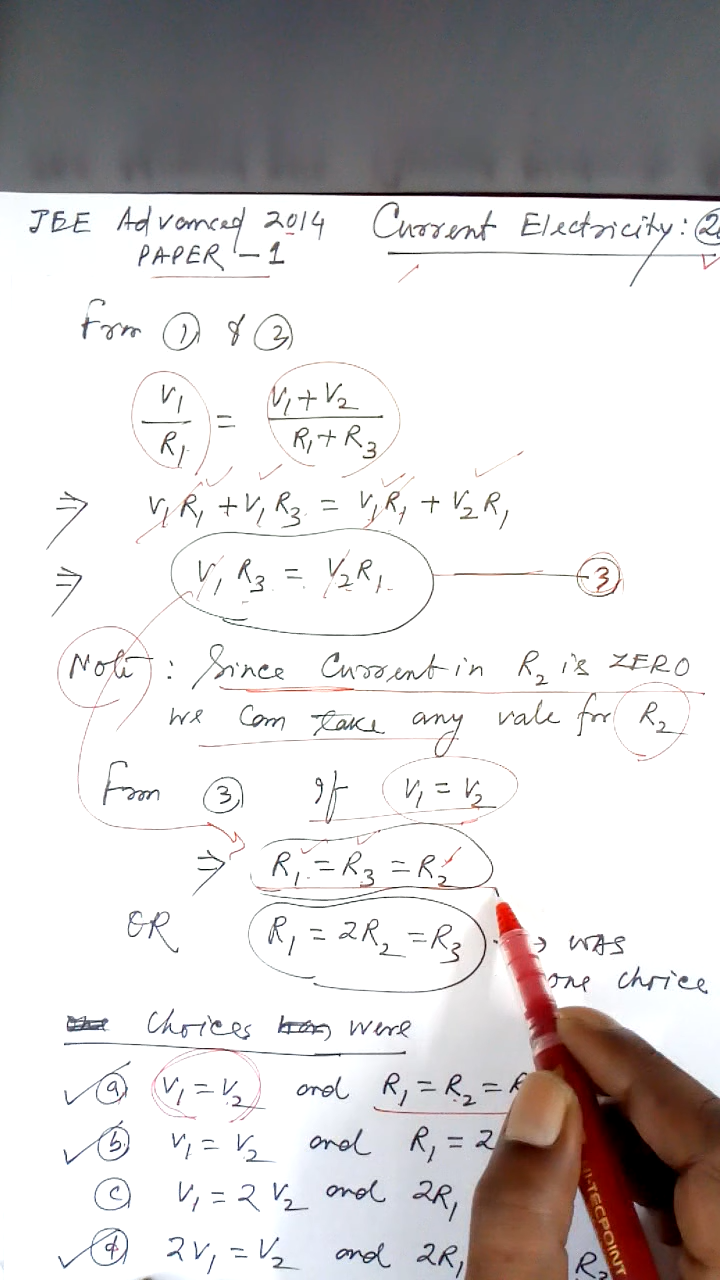 JEE Advanced 2014 Current Electricity: 2
PAPER - 1
From ① & ②
V₁/R₁ = (V₁+V₂)/(R₁+R₃)
⇒ V₁R₁ + V₁R₃ = V₁R₁ + V₂R₁
⇒ V₁R₃ = V₂R₁ ③
Note : Since Current in R₂ is ZERO
we can take any vale for R₂
From ③ If V₁ = V₂
⇒ R₁ = R₃ = R₂
OR R₁ = 2R₂ = R₃ → WAS
one choice
Choices were
ⓐ V₁ = V₂ and R₁ = R₂ = R
ⓑ V₁ = V₂ and R₁ = 2
ⓒ V₁ = 2V₂ and 2R₁
ⓓ 2V₁ = V₂ and 2R₁ R₃
HI-TECPOINT